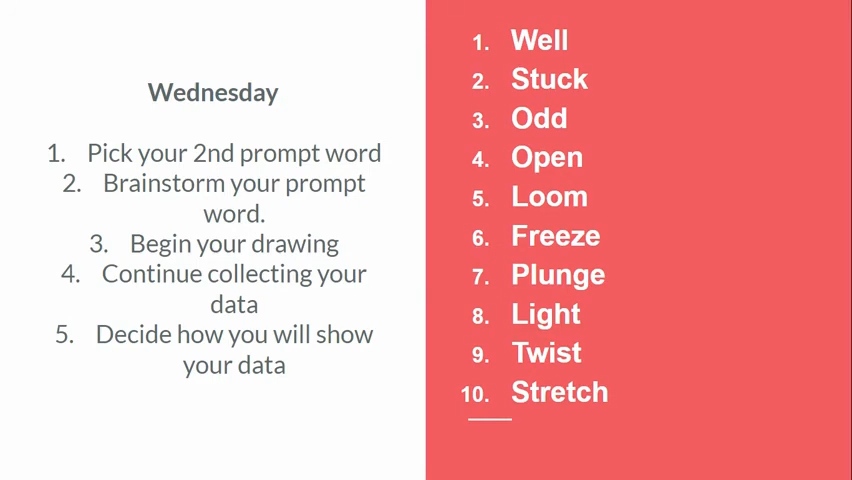 Wednesday
1. Pick your 2nd prompt word
2. Brainstorm your prompt
word.
3. Begin your drawing
4. Continue collecting your
data
5. Decide how you will show
your data
1. Well
2. Stuck
3. Odd
4. Open
5. Loom
6. Freeze
7. Plunge
8. Light
9. Twist
10. Stretch